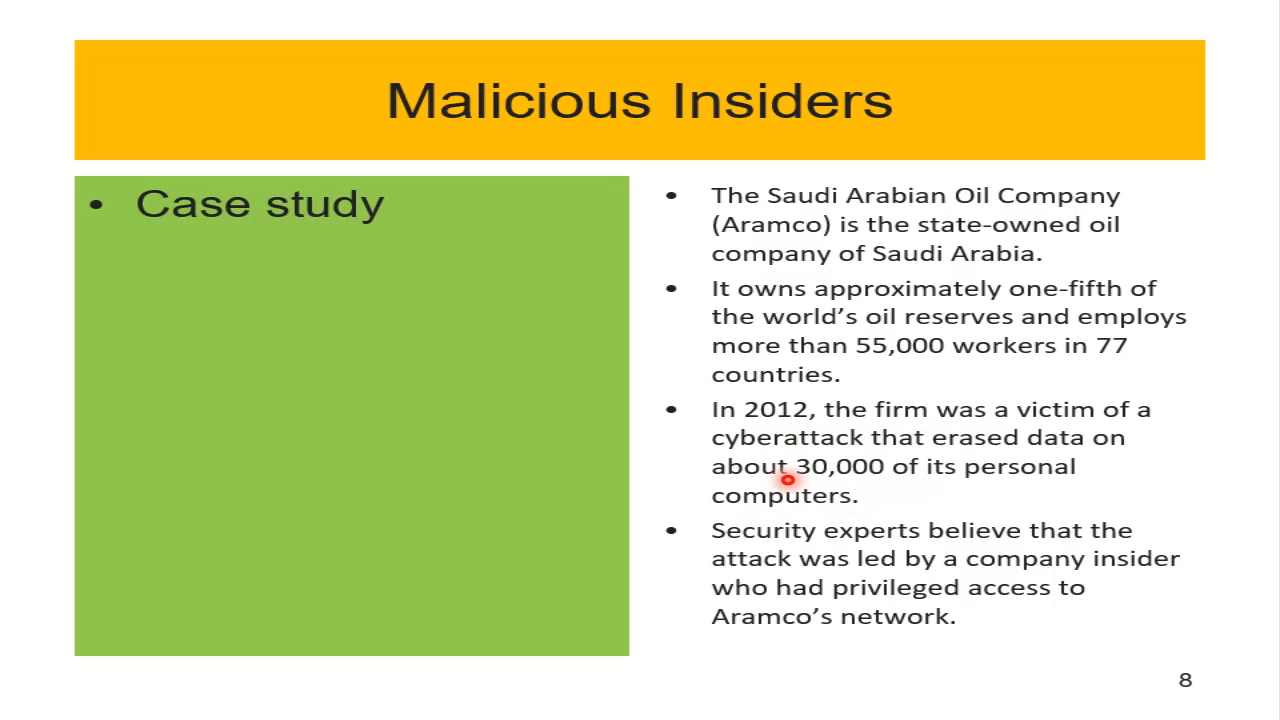 Malicious Insiders
• Case study
• The Saudi Arabian Oil Company
(Aramco) is the state-owned oil
company of Saudi Arabia.
• It owns approximately one-fifth of
the world’s oil reserves and employs
more than 55,000 workers in 77
countries.
• In 2012, the firm was a victim of a
cyberattack that erased data on
about 30,000 of its personal
computers.
• Security experts believe that the
attack was led by a company insider
who had privileged access to
Aramco’s network.
8